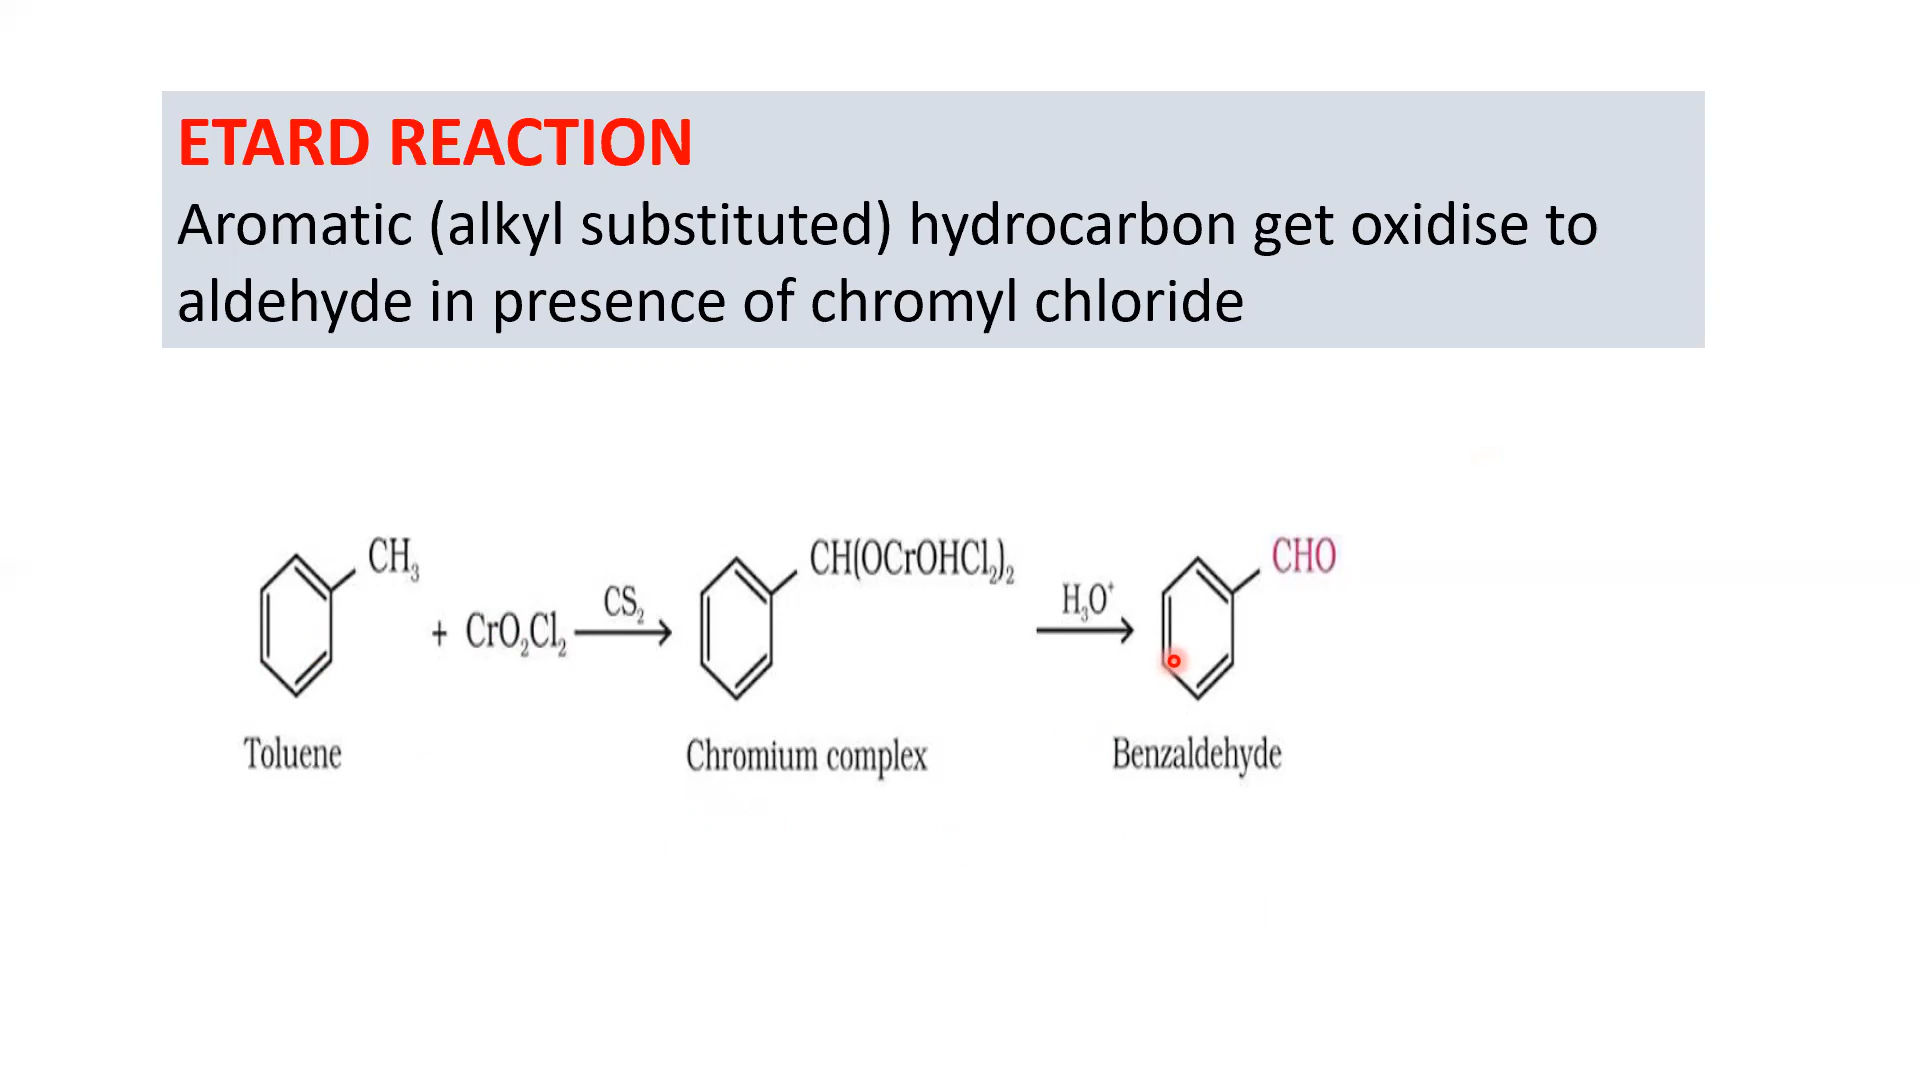 ETARD REACTION
Aromatic (alkyl substituted) hydrocarbon get oxidise to
aldehyde in presence of chromyl chloride
CH₃ + CrO₂Cl₂ CS₂ CH(OCrOHCl₂)₂ H₃O⁺ CHO
Toluene Chromium complex Benzaldehyde